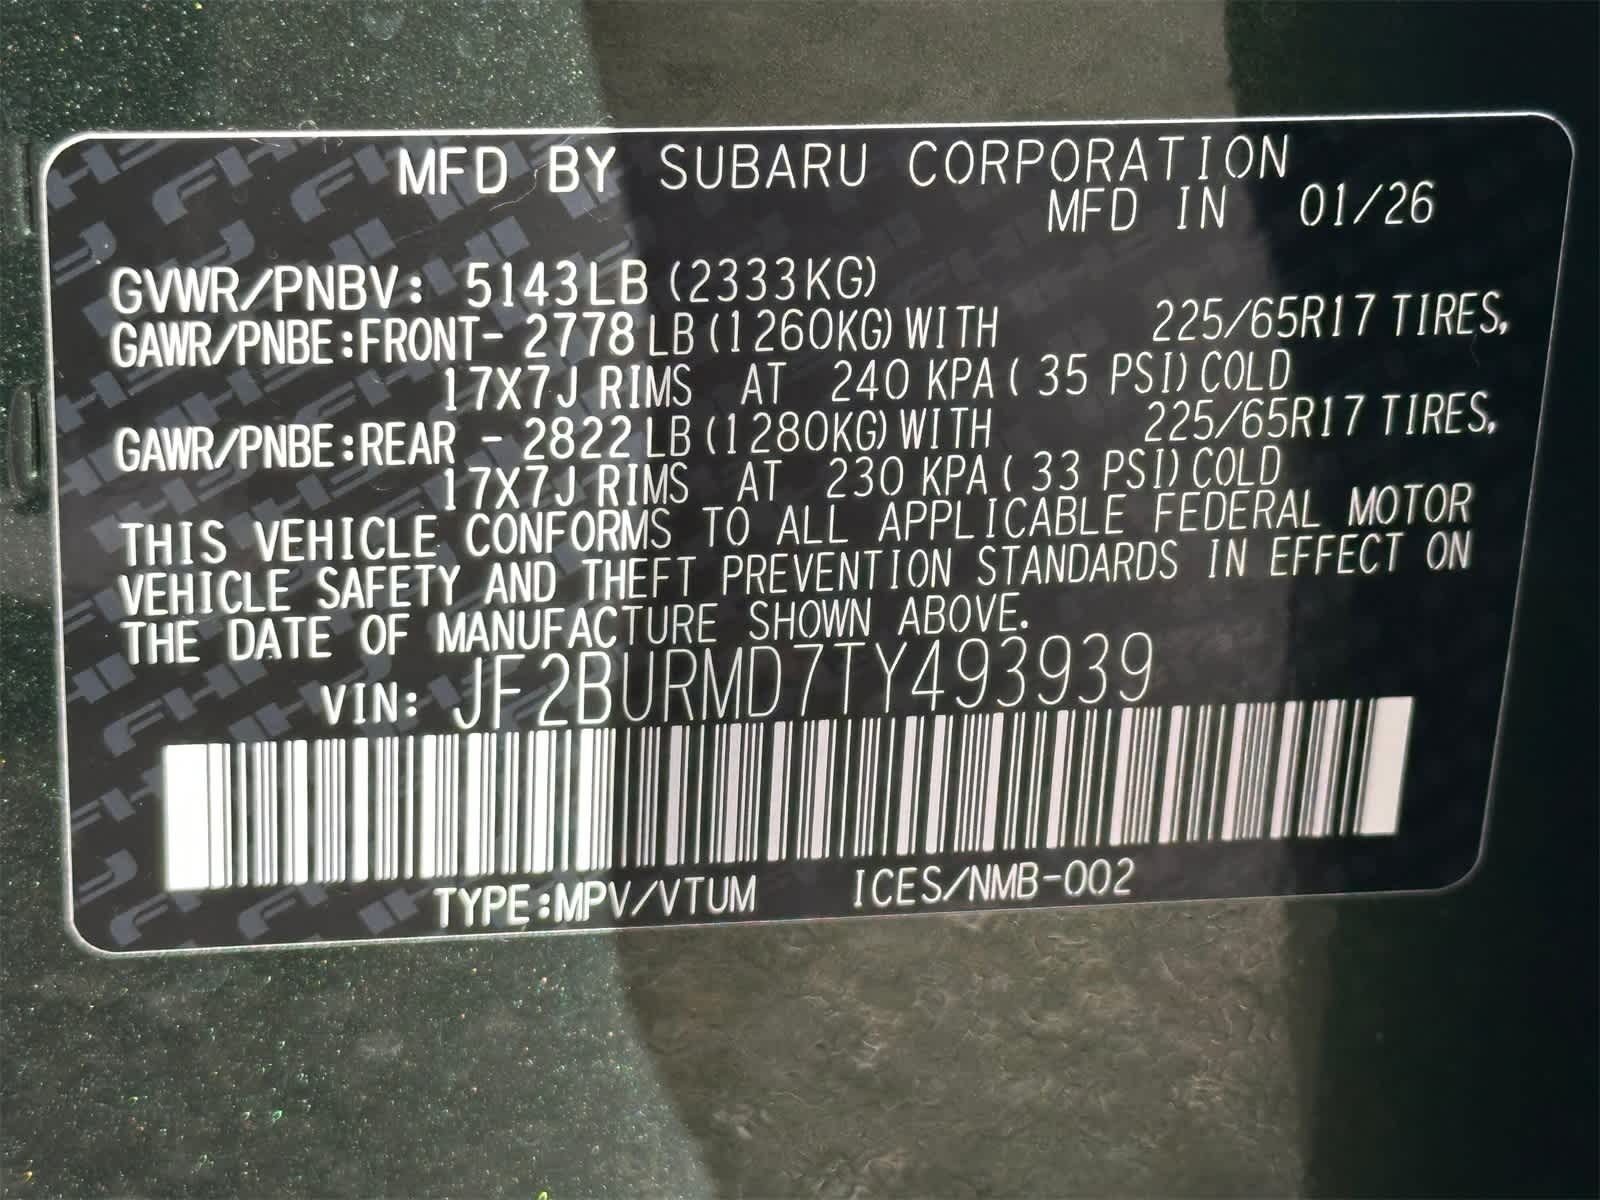 MFD BY SUBARU CORPORATION
MFD IN 01/26
GVWR/PNBV: 5143LB (2333KG)
GAWR/PNBE:FRONT- 2778 LB (1260KG) WITH 225/65R17 TIRES,
17X7J RIMS AT 240 KPA ( 35 PSI) COLD
GAWR/PNBE:REAR - 2822 LB (1280KG) WITH 225/65R17 TIRES,
17X7J RIMS AT 230 KPA ( 33 PSI) COLD
THIS VEHICLE CONFORMS TO ALL APPLICABLE FEDERAL MOTOR
VEHICLE SAFETY AND THEFT PREVENTION STANDARDS IN EFFECT ON
THE DATE OF MANUFACTURE SHOWN ABOVE.
VIN: JF2BURMD7TY493939
TYPE:MPV/VTUM ICES/NMB-002